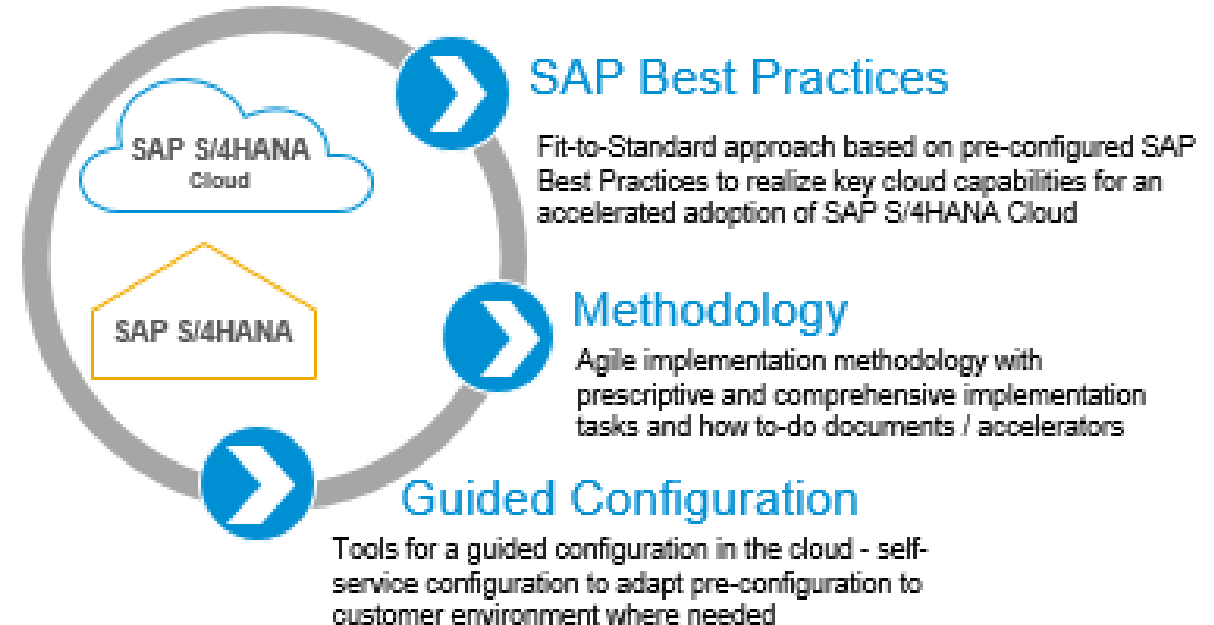 SAP S/4HANA
Cloud
SAP S/4HANA
SAP Best Practices
Fit-to-Standard approach based on pre-configured SAP
Best Practices to realize key cloud capabilities for an
accelerated adoption of SAP S/4HANA Cloud
Methodology
Agile implementation methodology with
prescriptive and comprehensive implementation
tasks and how to-do documents / accelerators
Guided Configuration
Tools for a guided configuration in the cloud - self-
service configuration to adapt pre-configuration to
customer environment where needed